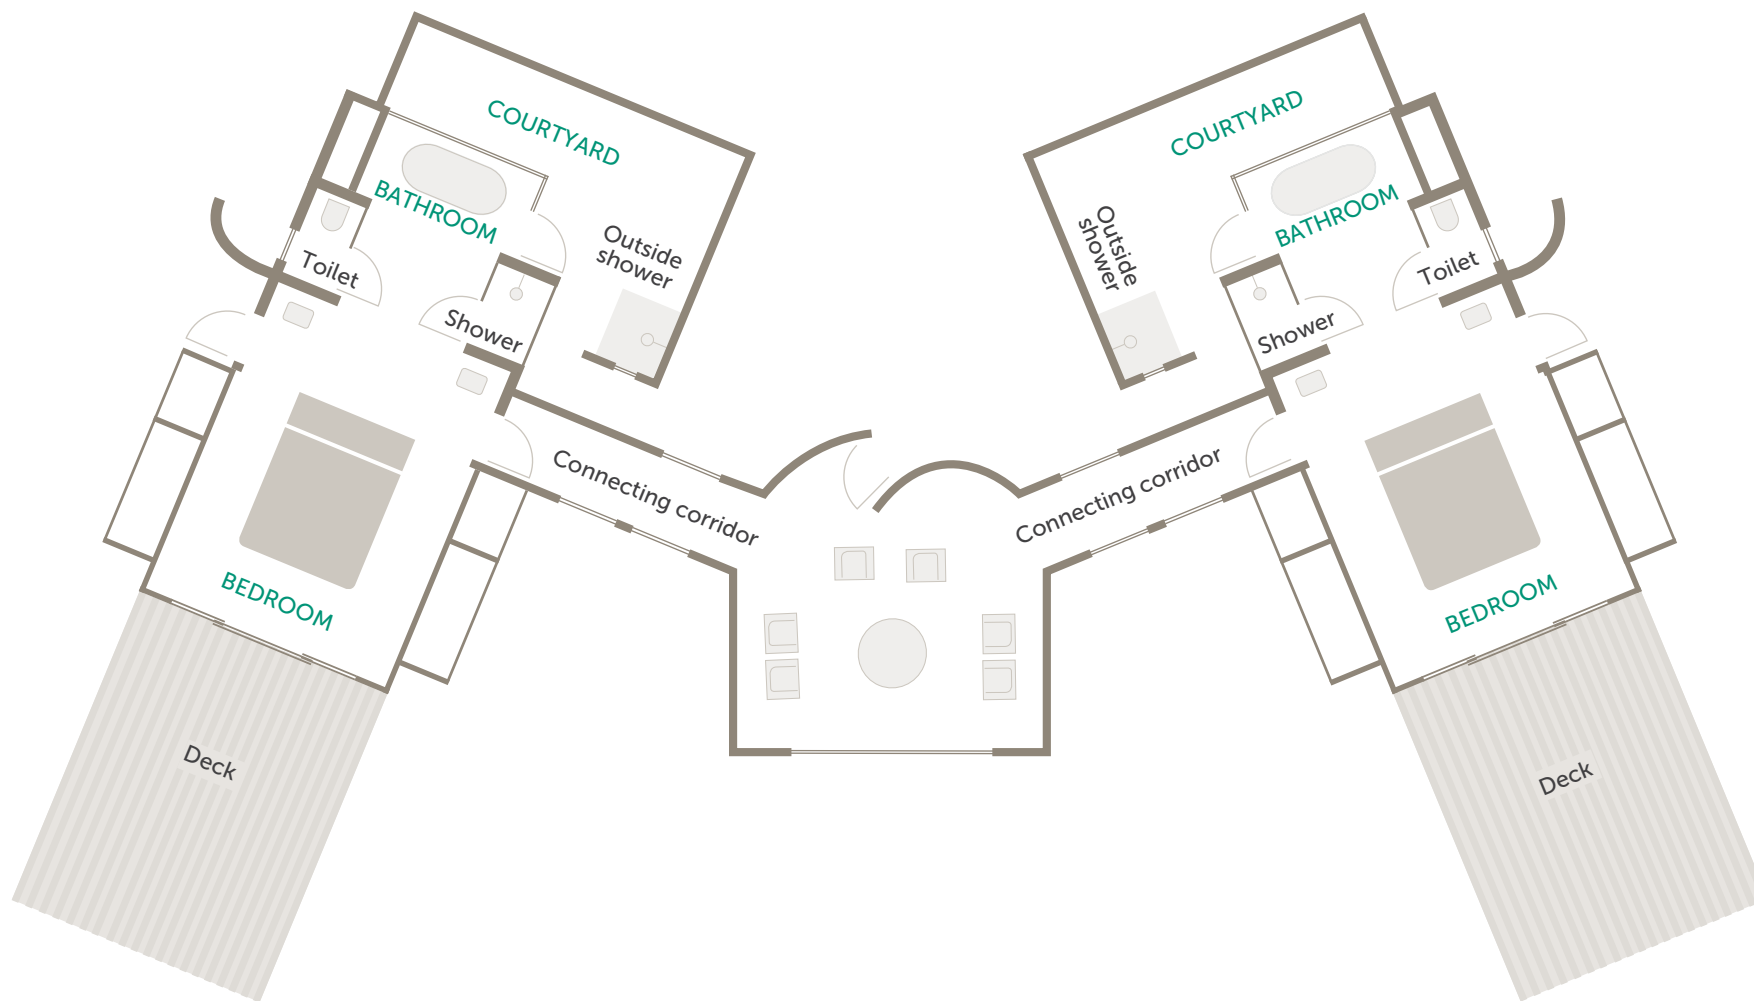 COURTYARD
BATHROOM
Outside
shower
Toilet
Shower
Connecting corridor
BEDROOM
Deck
COURTYARD
Outside
shower
BATHROOM
Toilet
Shower
Connecting corridor
BEDROOM
Deck